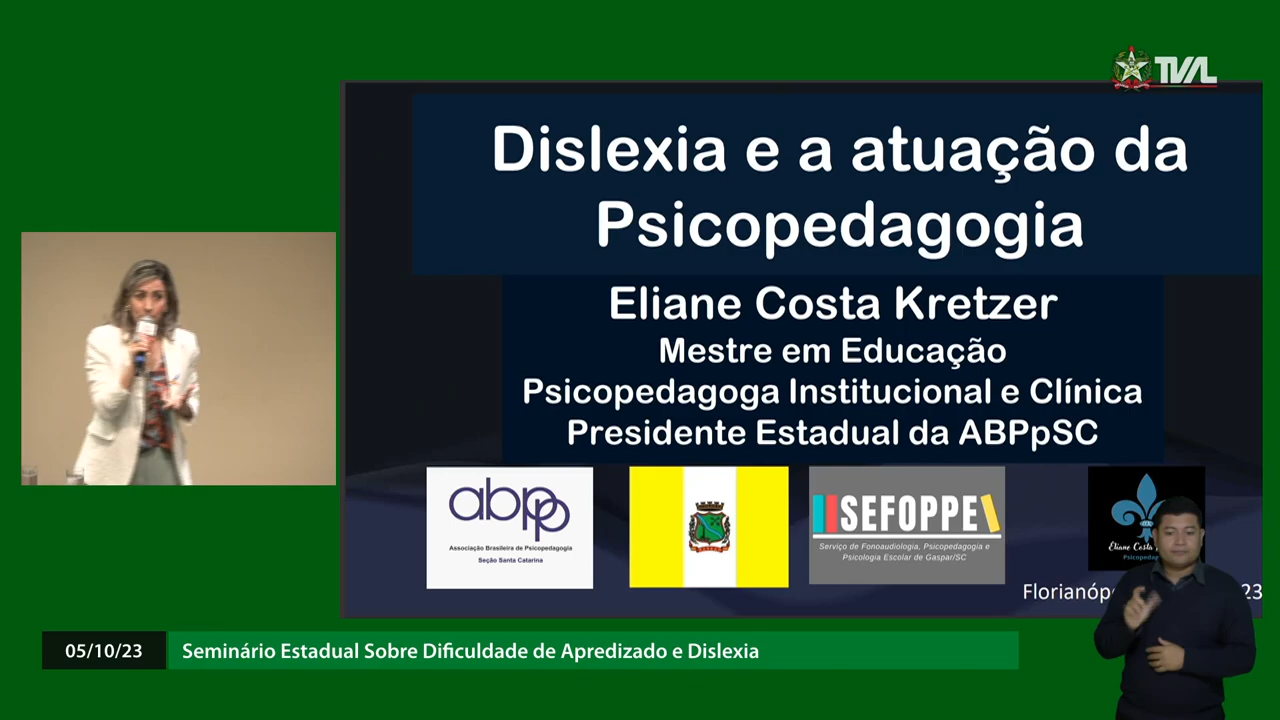 TVAL
Dislexia e a atuação da
Psicopedagogia
Eliane Costa Kretzer
Mestre em Educação
Psicopedagoga Institucional e Clínica
Presidente Estadual da ABPpSC
abpp
Associação Brasileira de Psicopedagogia
Seção Santa Catarina
SEFOPPE
Serviço de Fonoaudiologia, Psicopedagogia e
Psicologia Escolar de Gaspar/SC
Eliane Costa
05/10/23
Seminário Estadual Sobre Dificuldade de Apredizado e Dislexia